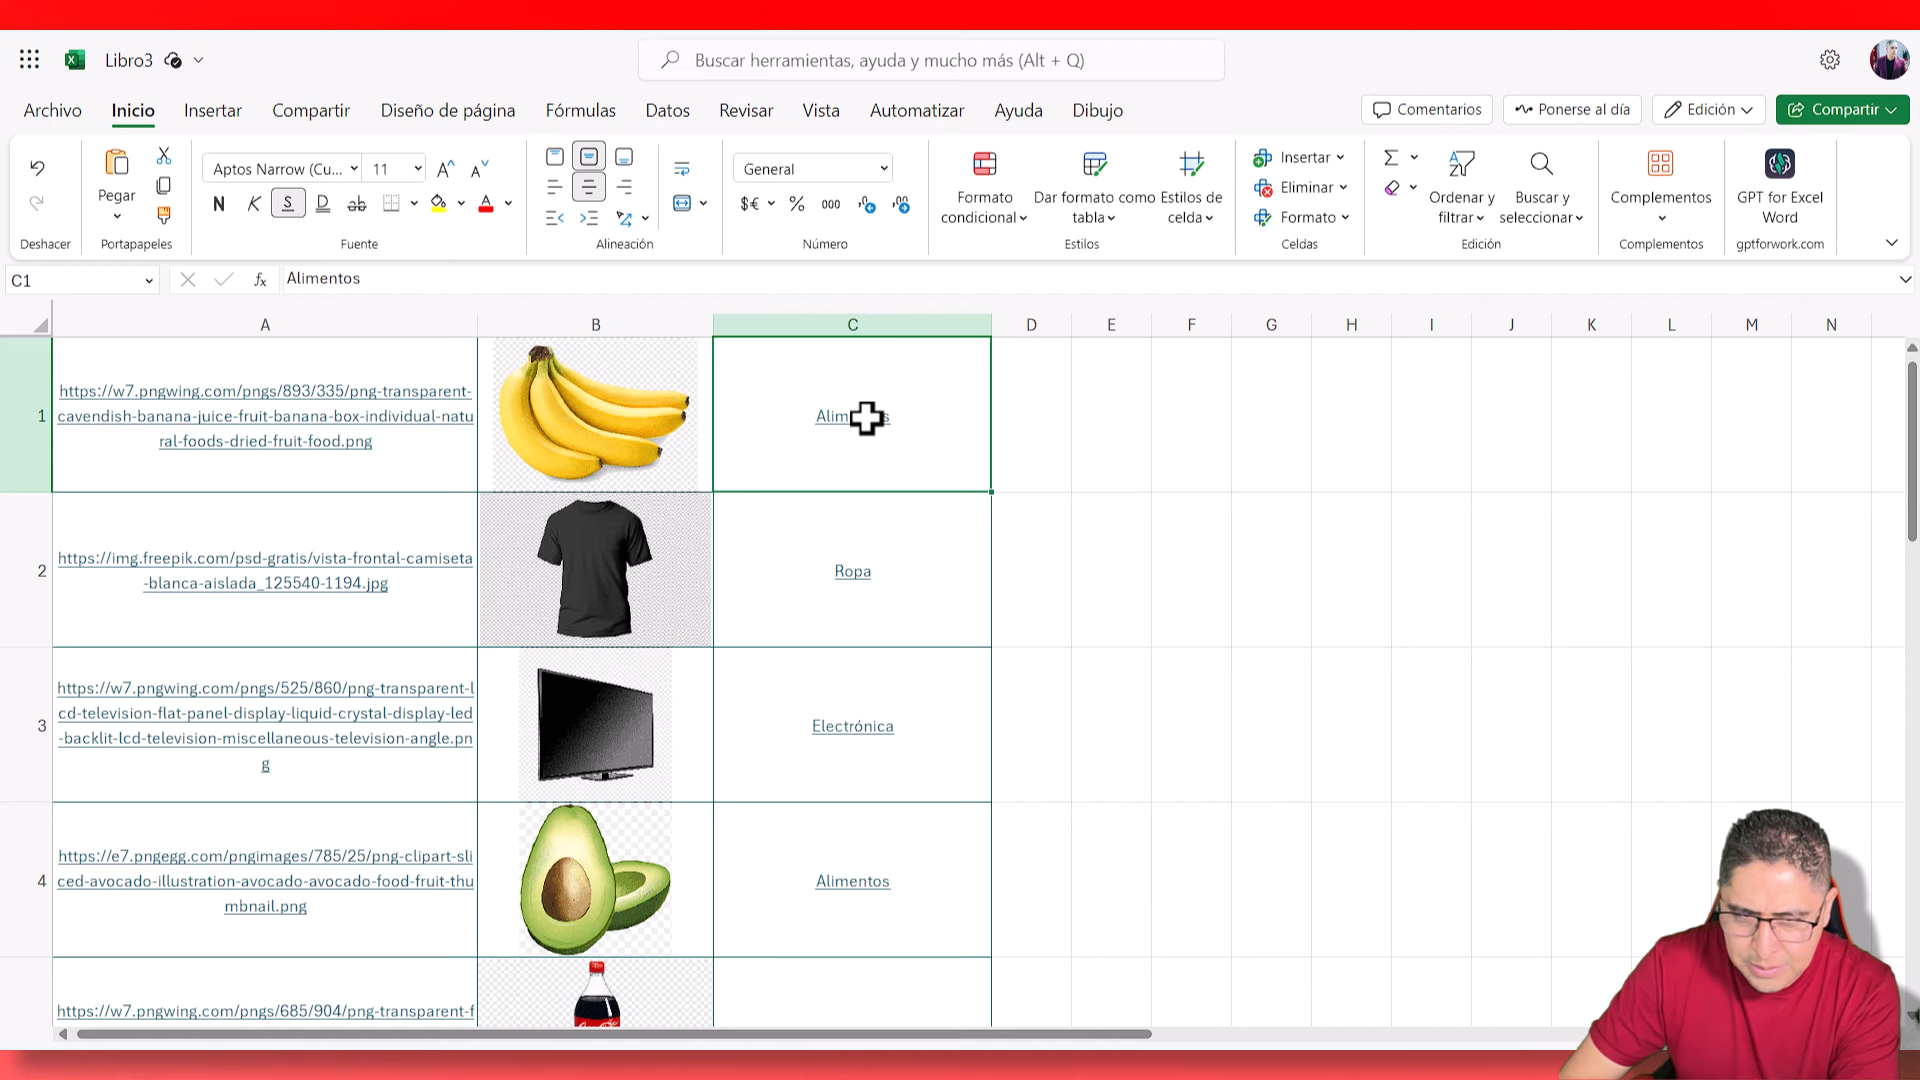 Libro3
Buscar herramientas, ayuda y mucho más (Alt + Q)
Archivo Inicio Insertar Compartir Diseño de página Fórmulas Datos Revisar Vista Automatizar Ayuda Dibujo
Comentarios Ponerse al día Edición Compartir
Aptos Narrow (Cu... 11 A A
General
Insertar
Pegar
Formato condicional
Dar formato como tabla
Estilos de celda
Eliminar
Formato
Ordenar y filtrar
Buscar y seleccionar
Complementos
GPT for Excel Word
N K S D ab A
$€ % 000
Deshacer Portapapeles Fuente Alineación Número Estilos Celdas Edición Complementos gptforwork.com
C1 fx Alimentos
A B C D E F G H I J K L M N
1
https://w7.pngwing.com/pngs/893/335/png-transparent-
cavendish-banana-juice-fruit-banana-box-individual-natu
ral-foods-dried-fruit-food.png
2
https://img.freepik.com/psd-gratis/vista-frontal-camiseta
-blanca-aislada_125540-1194.jpg
Ropa
3
https://w7.pngwing.com/pngs/525/860/png-transparent-l
cd-television-flat-panel-display-liquid-crystal-display-led
-backlit-lcd-television-miscellaneous-television-angle.pn
g
Electrónica
4
https://e7.pngegg.com/pngimages/785/25/png-clipart-sli
ced-avocado-illustration-avocado-avocado-food-fruit-thu
mbnail.png
Alimentos
https://w7.pngwing.com/pngs/685/904/png-transparent-f